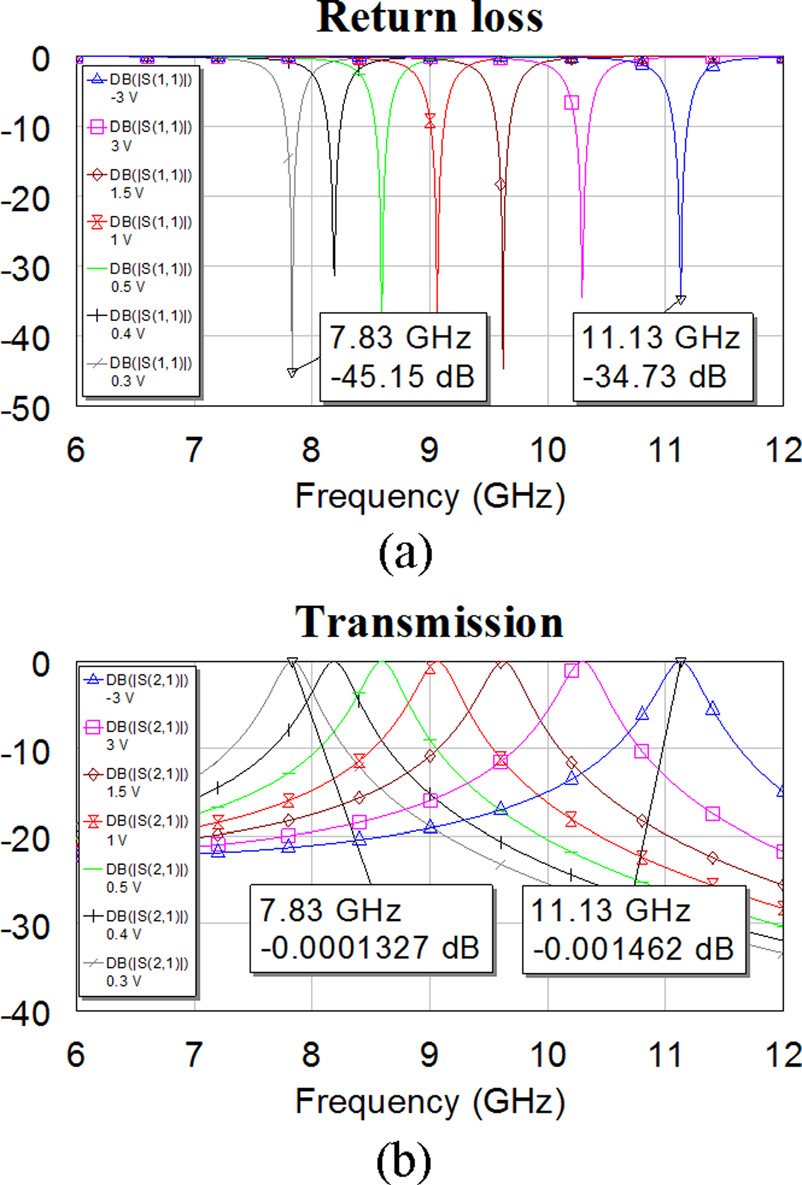 Return loss
0
-10
-20
-30
-40
-50
DB(|S(1,1)|)
-3 V
DB(|S(1,1)|)
3 V
DB(|S(1,1)|)
1.5 V
DB(|S(1,1)|)
1 V
DB(|S(1,1)|)
0.5 V
DB(|S(1,1)|)
0.4 V
DB(|S(1,1)|)
0.3 V
7.83 GHz
-45.15 dB
11.13 GHz
-34.73 dB
6 7 8 9 10 11 12
Frequency (GHz)
(a)
Transmission
0
-10
-20
-30
-40
DB(|S(2,1)|)
-3 V
DB(|S(2,1)|)
3 V
DB(|S(2,1)|)
1.5 V
DB(|S(2,1)|)
1 V
DB(|S(2,1)|)
0.5 V
DB(|S(2,1)|)
0.4 V
DB(|S(2,1)|)
0.3 V
7.83 GHz
-0.0001327 dB
11.13 GHz
-0.001462 dB
6 7 8 9 10 11 12
Frequency (GHz)
(b)